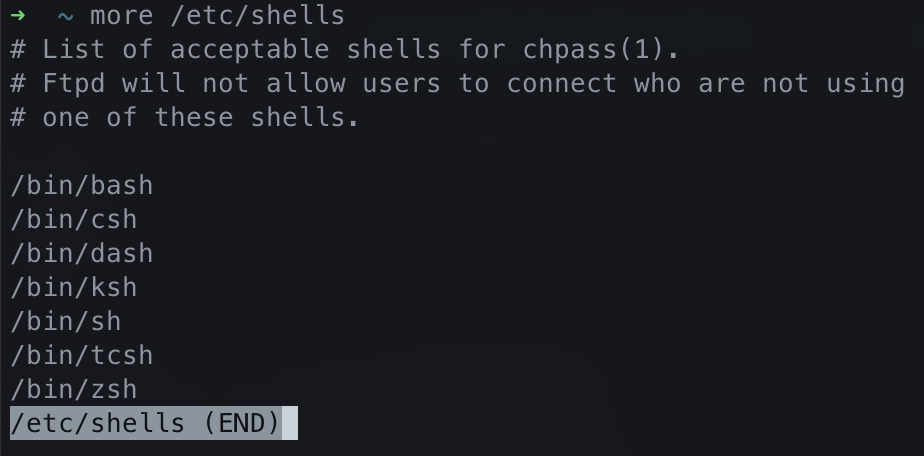 ➜  ~ more /etc/shells
# List of acceptable shells for chpass(1).
# Ftpd will not allow users to connect who are not using
# one of these shells.

/bin/bash
/bin/csh
/bin/dash
/bin/ksh
/bin/sh
/bin/tcsh
/bin/zsh
/etc/shells (END)